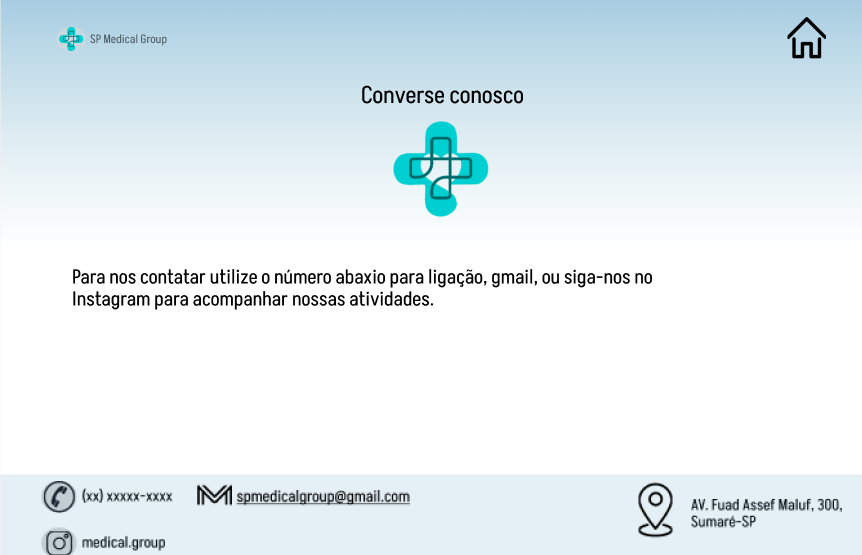 SP Medical Group
Converse conosco
Para nos contatar utilize o número abaxio para ligação, gmail, ou siga-nos no
Instagram para acompanhar nossas atividades.
(xx) xxxxx-xxxx
spmedicalgroup@gmail.com
AV. Fuad Assef Maluf, 300,
Sumaré-SP
medical.group